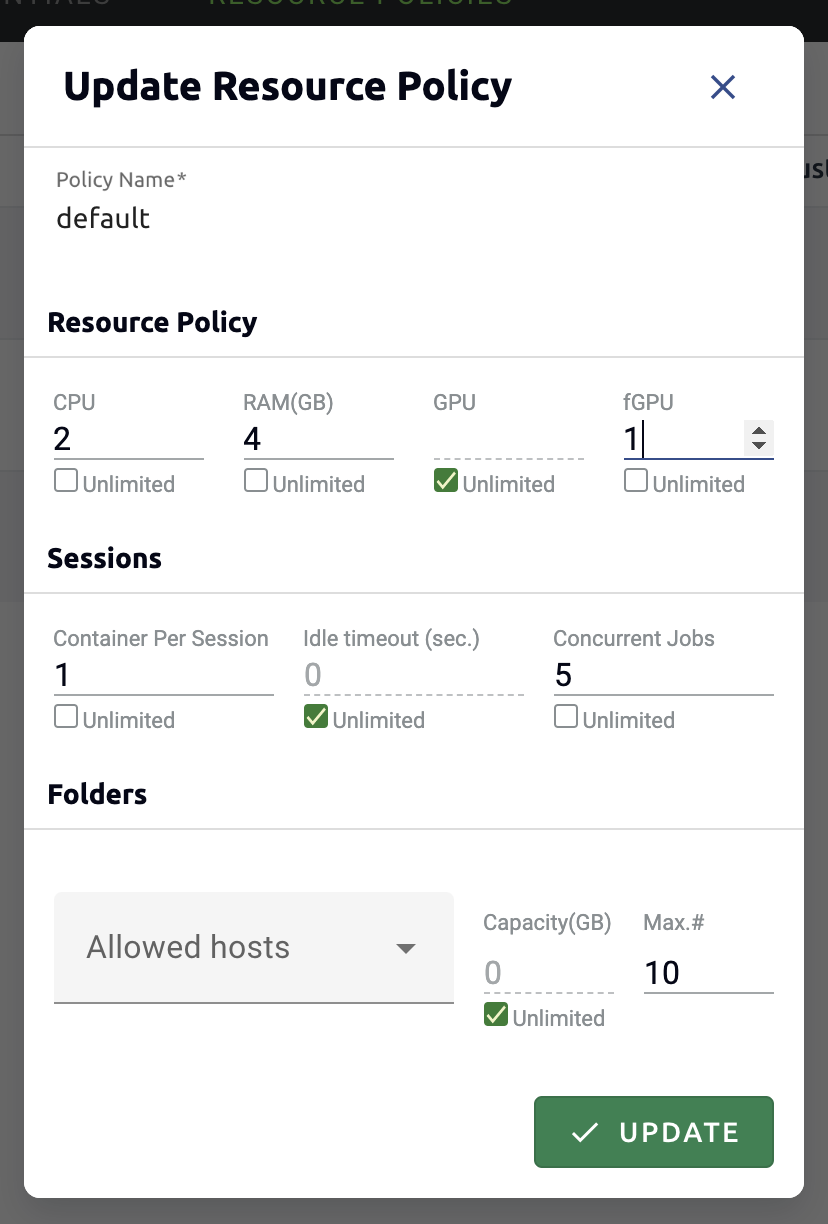 RESOURCE POLICIES
Update Resource Policy
Policy Name*
default
Resource Policy
CPU RAM(GB) GPU fGPU
2 4 1
Unlimited Unlimited Unlimited Unlimited
Sessions
Container Per Session Idle timeout (sec.) Concurrent Jobs
1 0 5
Unlimited Unlimited Unlimited
Folders
Allowed hosts
Capacity(GB) Max.#
0 10
Unlimited
UPDATE